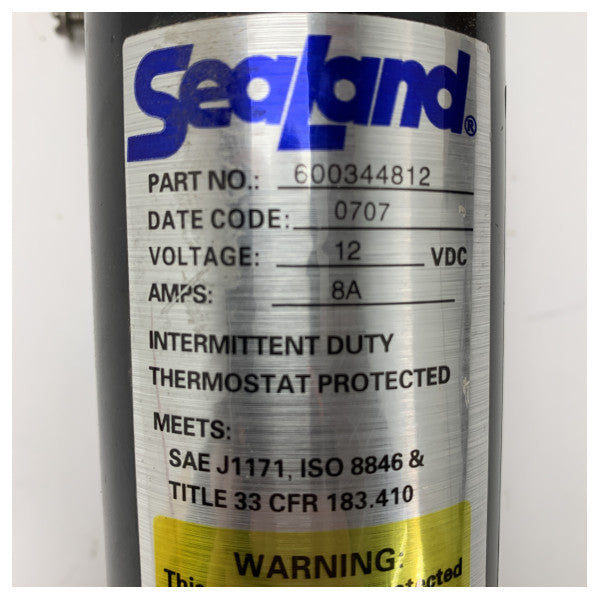 SeaLand®
PART NO.: 600344812
DATE CODE: 0707
VOLTAGE: 12 VDC
AMPS: 8A
INTERMITTENT DUTY
THERMOSTAT PROTECTED
MEETS:
SAE J1171, ISO 8846 &
TITLE 33 CFR 183.410
WARNING:
This